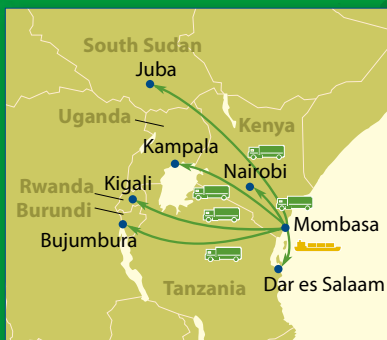 South Sudan
Juba
Uganda
Kenya
Kampala
Nairobi
Rwanda
Kigali
Burundi
Mombasa
Bujumbura
Dar es Salaam
Tanzania